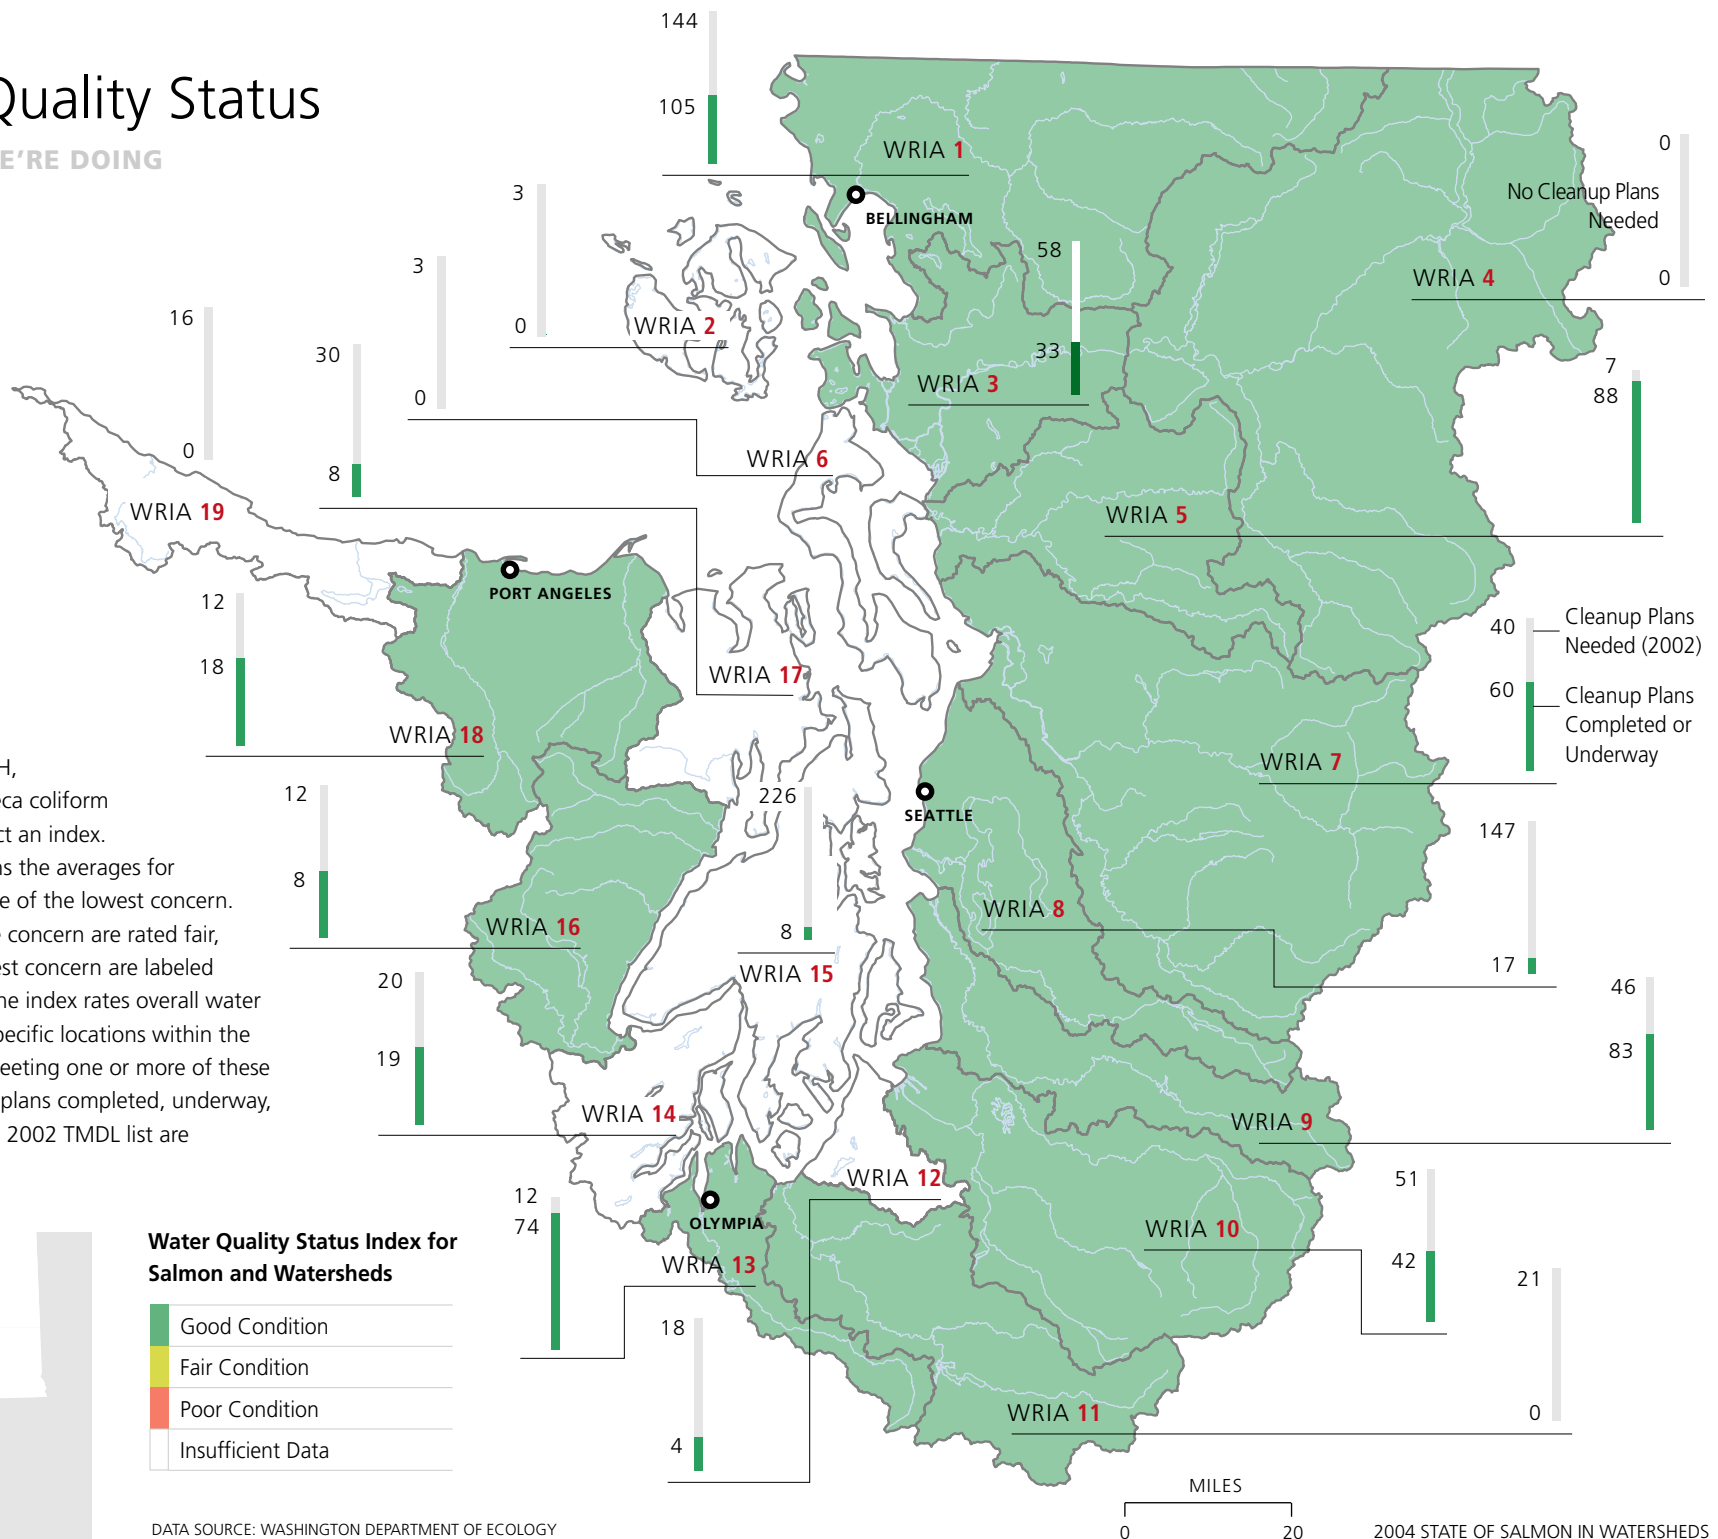 Quality Status
E'RE DOING
144
105
WRIA 1
BELLINGHAM
3
0
WRIA 2
3
0
WRIA 6
58
33
WRIA 3
0
No Cleanup Plans
Needed
0
WRIA 4
7
88
WRIA 5
16
0
WRIA 19
30
8
WRIA 17
PORT ANGELES
12
18
WRIA 18
40
60
Cleanup Plans
Needed (2002)
Cleanup Plans
Completed or
Underway
WRIA 7
SEATTLE
226
8
WRIA 15
12
8
WRIA 16
147
17
WRIA 8
20
19
WRIA 14
46
83
WRIA 9
WRIA 12
18
4
12
74
OLYMPIA
WRIA 13
51
42
WRIA 10
21
0
WRIA 11
H,
eca coliform
ct an index.
ns the averages for
e of the lowest concern.
e concern are rated fair,
est concern are labeled
he index rates overall water
pecific locations within the
eeting one or more of these
plans completed, underway,
2002 TMDL list are
Water Quality Status Index for
Salmon and Watersheds
Good Condition
Fair Condition
Poor Condition
Insufficient Data
DATA SOURCE: WASHINGTON DEPARTMENT OF ECOLOGY
MILES
0 20
2004 STATE OF SALMON IN WATERSHEDS